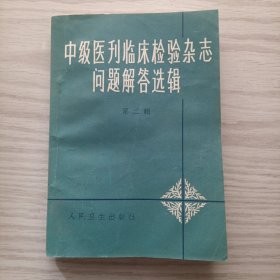 中级医刊临床检验杂志
问题解答选辑
第二辑
人民卫生出版社